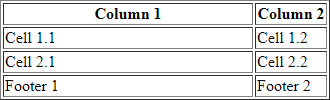 Column 1 Column 2
Cell 1.1 Cell 1.2
Cell 2.1 Cell 2.2
Footer 1 Footer 2